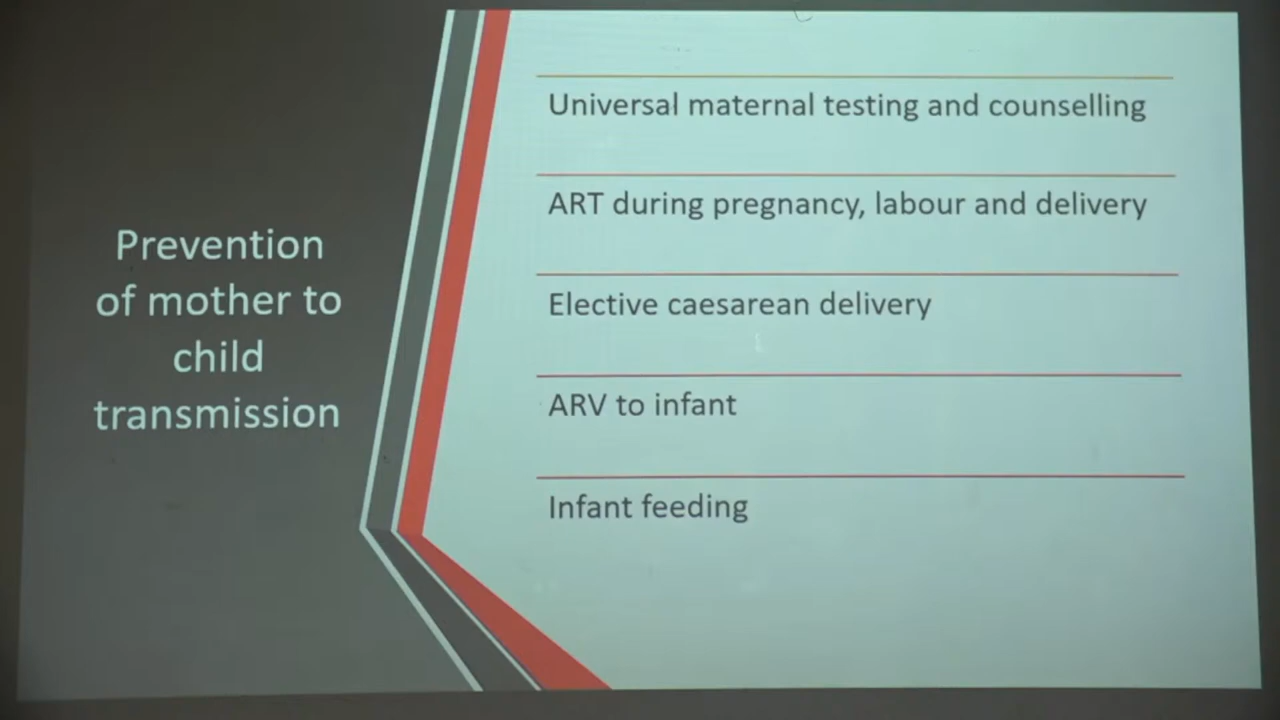 Prevention
of mother to
child
transmission
Universal maternal testing and counselling
ART during pregnancy, labour and delivery
Elective caesarean delivery
ARV to infant
Infant feeding